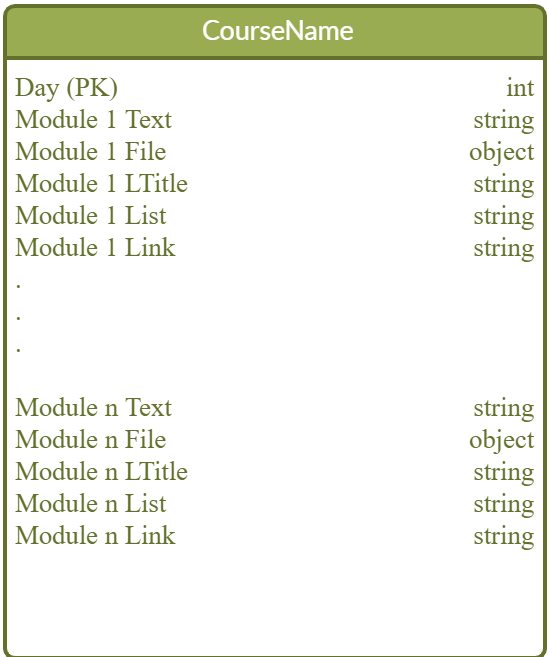 CourseName
Day (PK) int
Module 1 Text string
Module 1 File object
Module 1 LTitle string
Module 1 List string
Module 1 Link string
.
.
.
Module n Text string
Module n File object
Module n LTitle string
Module n List string
Module n Link string